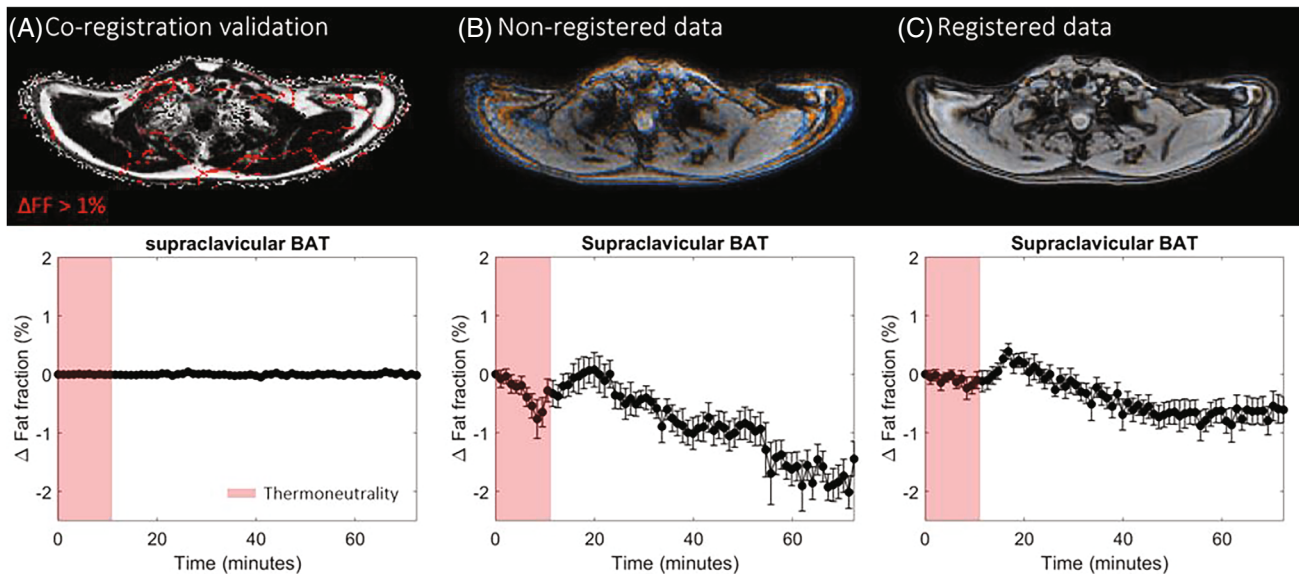 (A) Co-registration validation
(B) Non-registered data
(C) Registered data
ΔFF > 1%
supraclavicular BAT
Supraclavicular BAT
Supraclavicular BAT
Δ Fat fraction (%)
2
1
0
-1
-2
Thermoneutrality
0
20
40
60
Time (minutes)
Δ Fat fraction (%)
2
1
0
-1
-2
0
20
40
60
Time (minutes)
Δ Fat fraction (%)
2
1
0
-1
-2
0
20
40
60
Time (minutes)